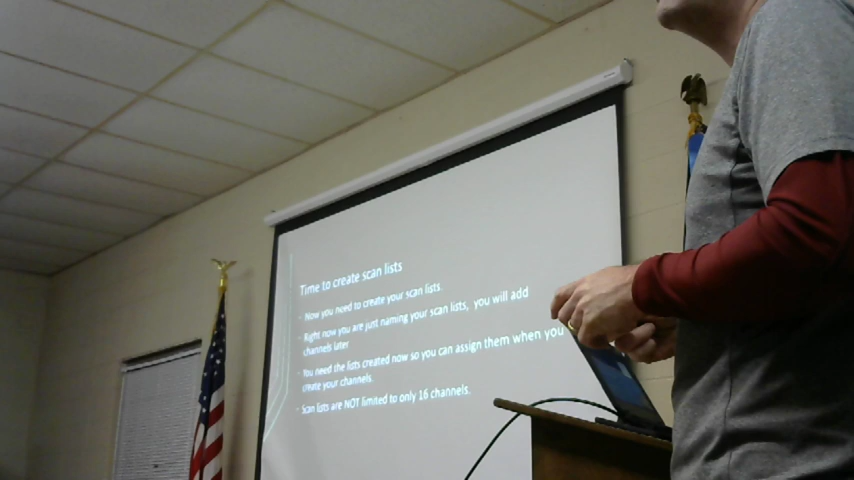 Time to create scan lists
- Now you need to create your scan lists.
- Right now you are just naming your scan lists, you will add
channels later
- You need the lists created now so you can assign them when you
create your channels.
- Scan lists are NOT limited to only 16 channels.